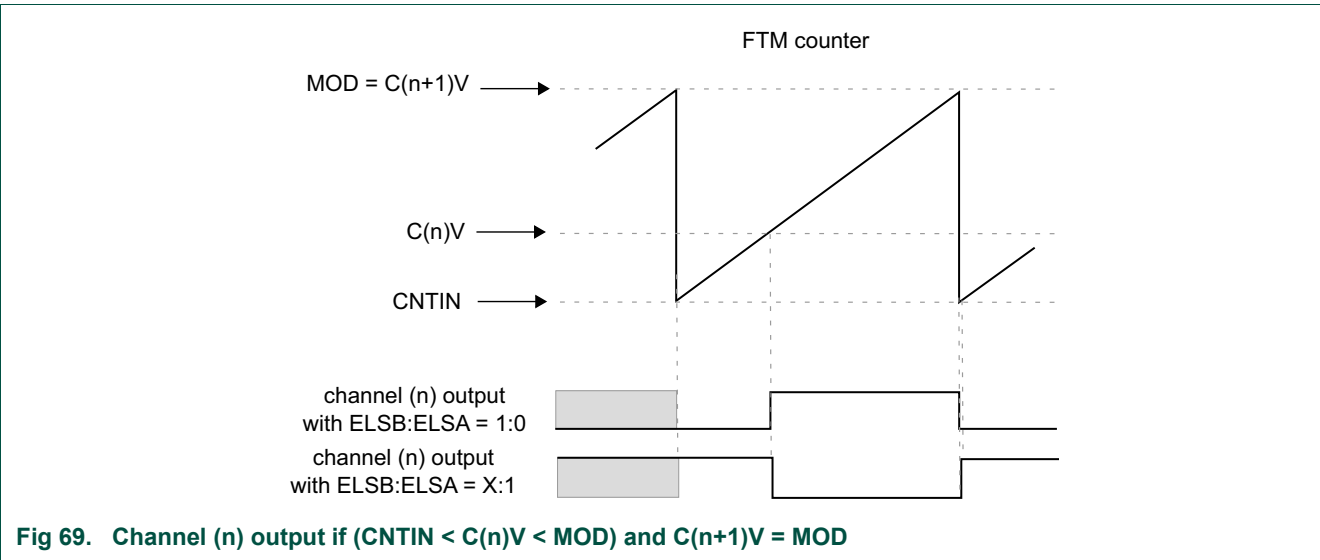 FTM counter
MOD = C(n+1)V
C(n)V
CNTIN
channel (n) output
with ELSB:ELSA = 1:0
channel (n) output
with ELSB:ELSA = X:1
Fig 69. Channel (n) output if (CNTIN < C(n)V < MOD) and C(n+1)V = MOD